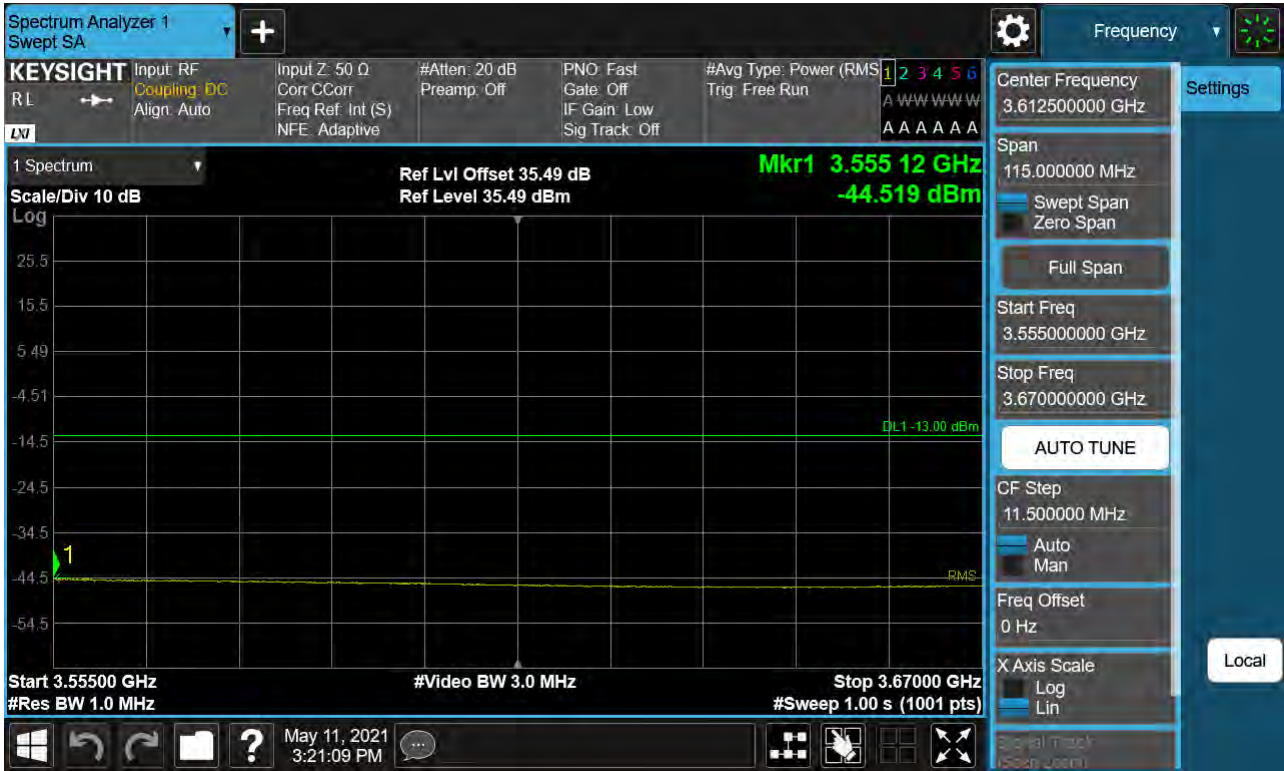 Spectrum Analyzer 1
Swept SA
+
Frequency
KEYSIGHT
RL
LXI
Input: RF
Coupling: DC
Align: Auto
Input Z: 50 Ω
Corr CCorr
Freq Ref: Int (S)
NFE: Adaptive
#Atten: 20 dB
Preamp: Off
PNO: Fast
Gate: Off
IF Gain: Low
Sig Track: Off
#Avg Type: Power (RMS
Trig: Free Run
1 2 3 4 5 6
A W W W W W
A A A A A A
1 Spectrum
Scale/Div 10 dB
Log
Ref Lvl Offset 35.49 dB
Ref Level 35.49 dBm
Mkr1 3.555 12 GHz
-44.519 dBm
25.5
15.5
5.49
-4.51
-14.5
-24.5
-34.5
-44.5
-54.5
DL1 -13.00 dBm
1
RMS
Start 3.55500 GHz
#Res BW 1.0 MHz
#Video BW 3.0 MHz
Stop 3.67000 GHz
#Sweep 1.00 s (1001 pts)
Center Frequency
3.612500000 GHz
Settings
Span
115.000000 MHz
Swept Span
Zero Span
Full Span
Start Freq
3.555000000 GHz
Stop Freq
3.670000000 GHz
AUTO TUNE
CF Step
11.500000 MHz
Auto
Man
Freq Offset
0 Hz
X Axis Scale
Log
Lin
Signal Track
(Span Zoom)
Local
?
May 11, 2021
3:21:09 PM